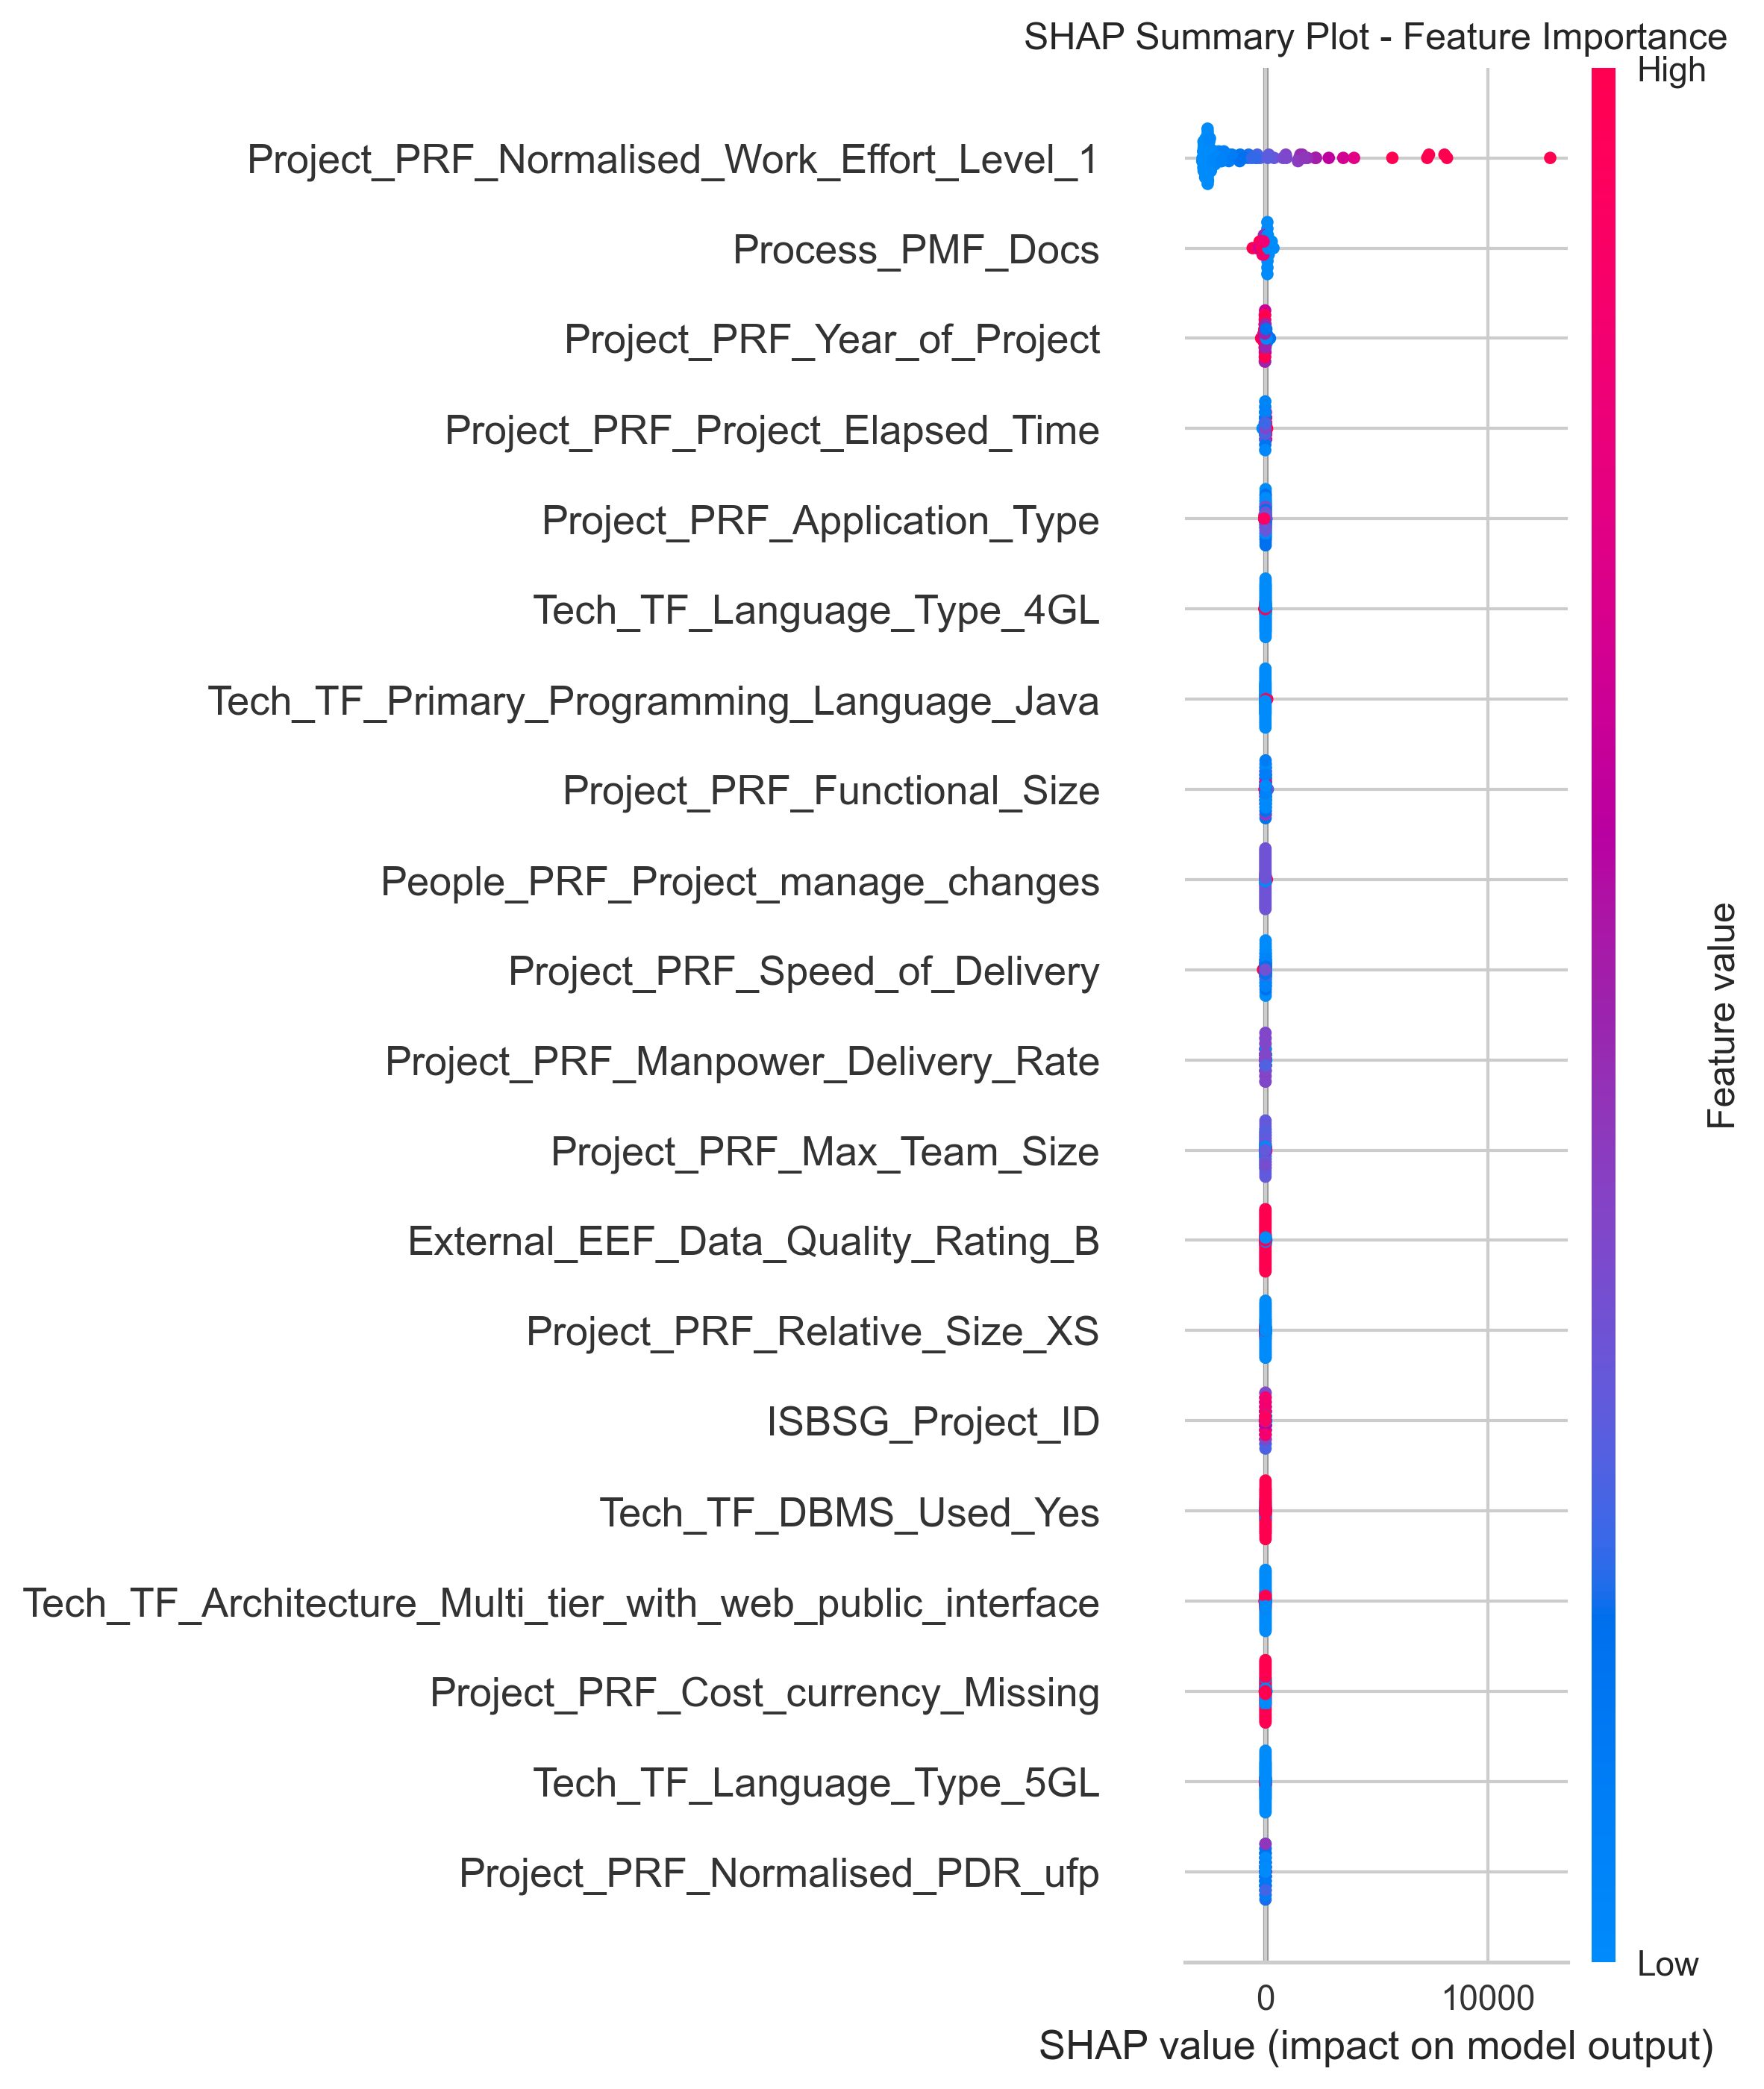 SHAP Summary Plot - Feature Importance
High
Project_PRF_Normalised_Work_Effort_Level_1
Process_PMF_Docs
Project_PRF_Year_of_Project
Project_PRF_Project_Elapsed_Time
Project_PRF_Application_Type
Tech_TF_Language_Type_4GL
Tech_TF_Primary_Programming_Language_Java
Project_PRF_Functional_Size
People_PRF_Project_manage_changes
Project_PRF_Speed_of_Delivery
Project_PRF_Manpower_Delivery_Rate
Project_PRF_Max_Team_Size
External_EEF_Data_Quality_Rating_B
Project_PRF_Relative_Size_XS
ISBSG_Project_ID
Tech_TF_DBMS_Used_Yes
Tech_TF_Architecture_Multi_tier_with_web_public_interface
Project_PRF_Cost_currency_Missing
Tech_TF_Language_Type_5GL
Project_PRF_Normalised_PDR_ufp
Feature value
Low
0 10000
SHAP value (impact on model output)